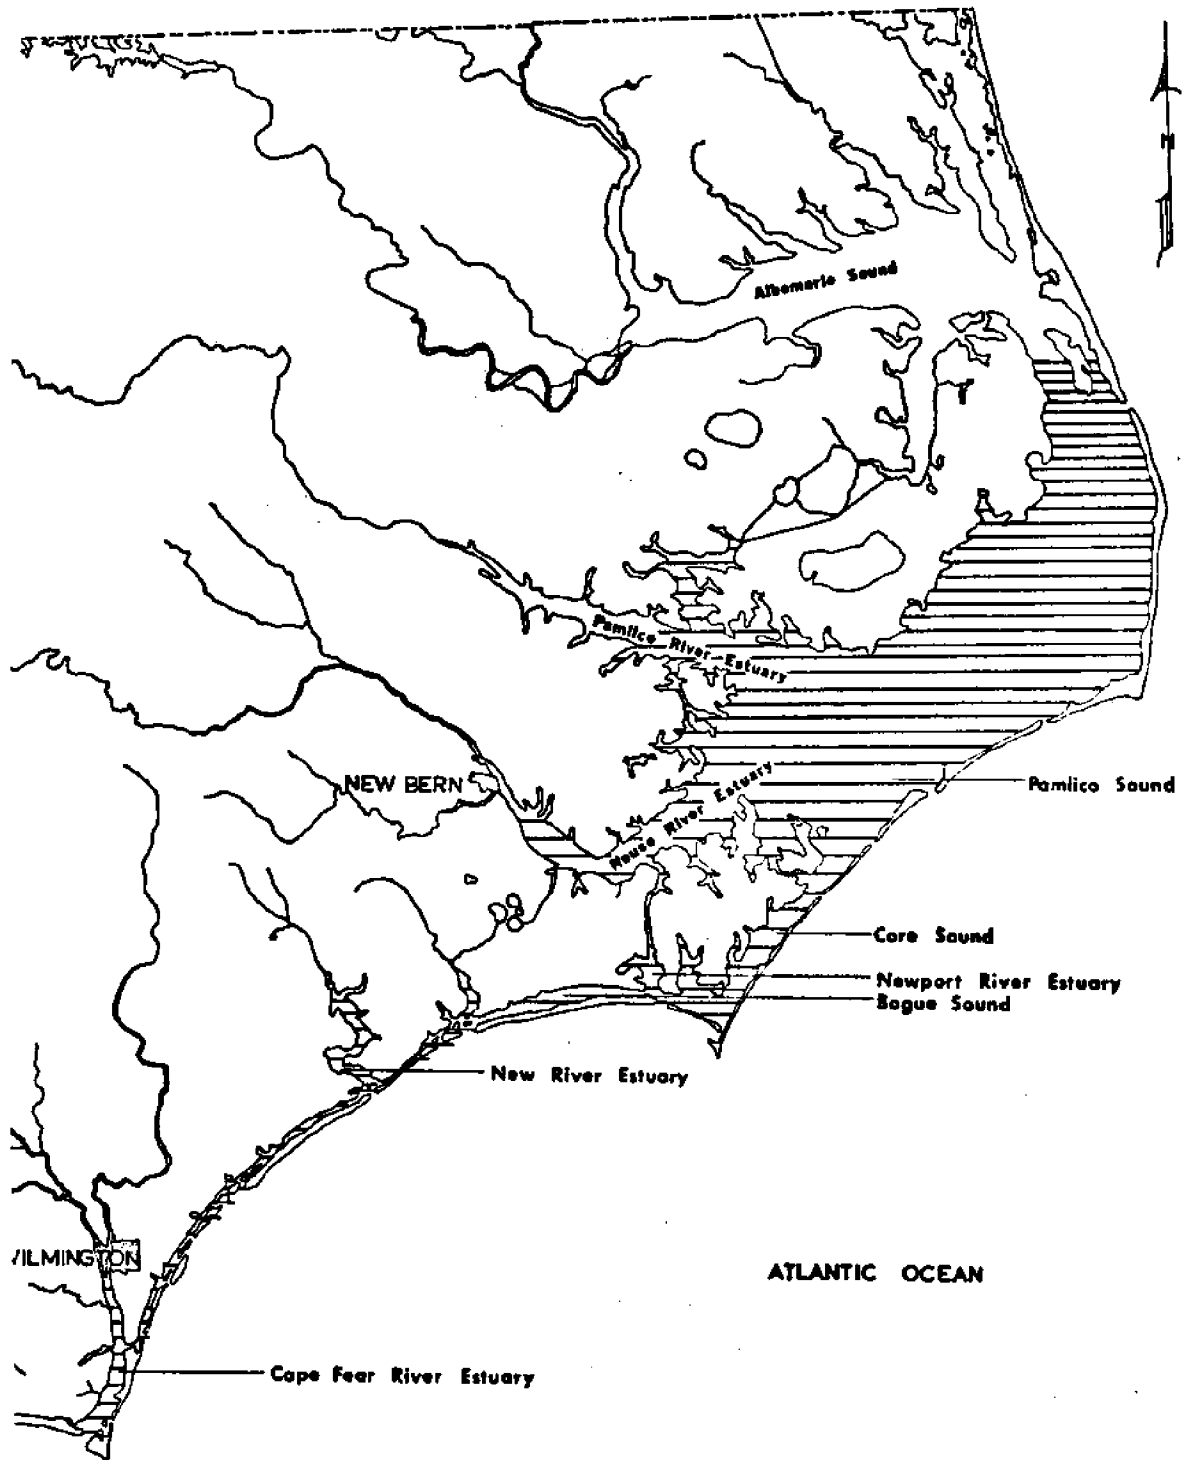 N
Albemarle Sound
Pamlico River Estuary
NEW BERN
Neuse River Estuary
Pamlico Sound
Core Sound
Newport River Estuary
Bogue Sound
New River Estuary
/ILMINGTON
ATLANTIC OCEAN
Cape Fear River Estuary